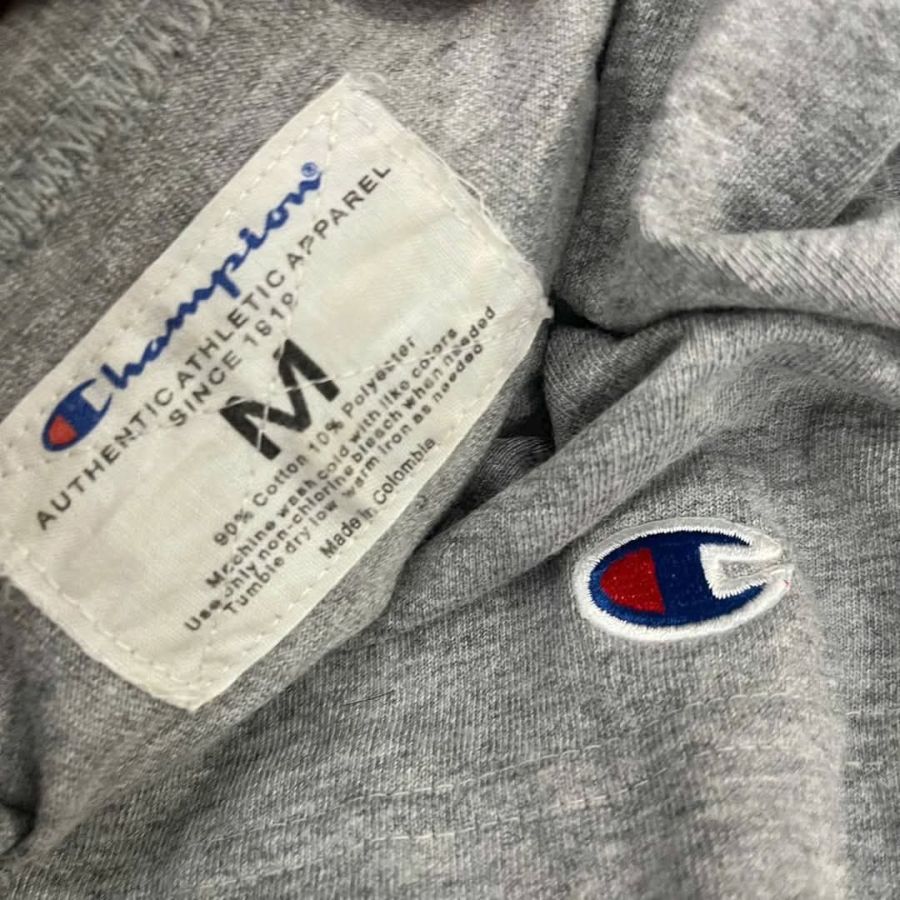 Champion®
AUTHENTIC ATHLETIC APPAREL
SINCE 1919
M
90% Cotton 10% Polyester
Machine wash cold with like colors
Use only non-chlorine bleach when needed
Tumble dry low warm iron as needed
Made in Colombia